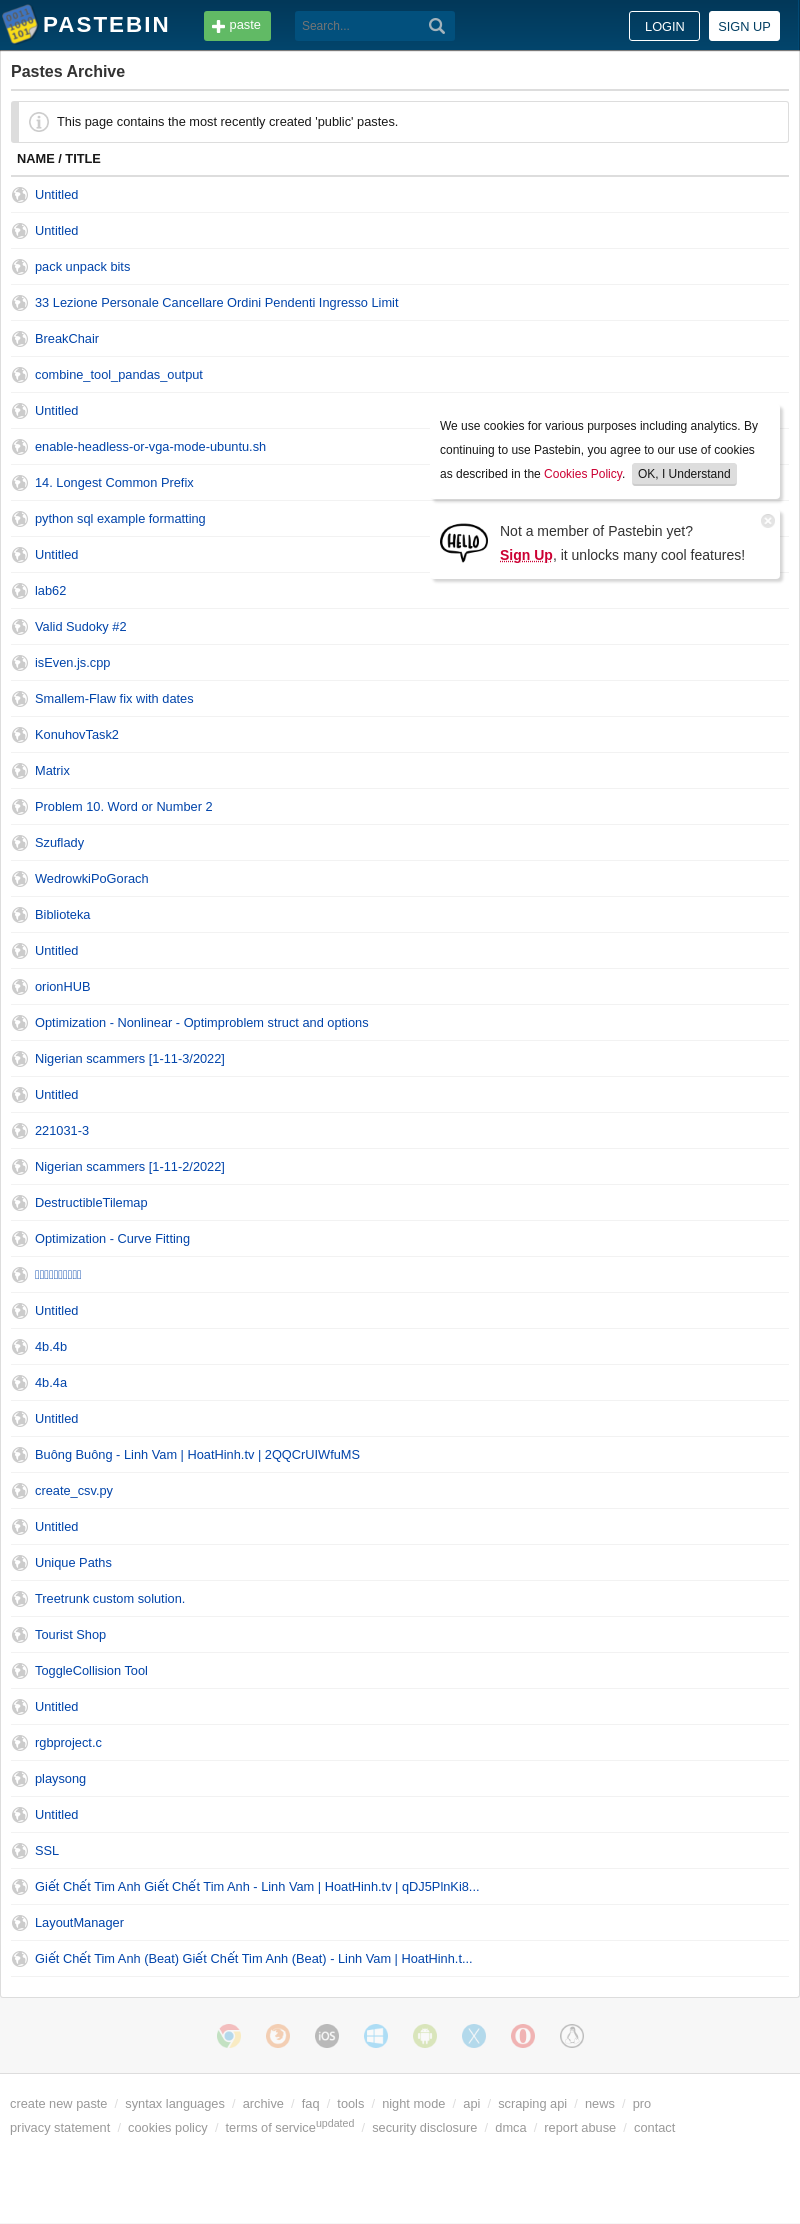 PASTEBIN
paste
Search...
LOGIN
SIGN UP
Pastes Archive
This page contains the most recently created 'public' pastes.
NAME / TITLE
Untitled
Untitled
pack unpack bits
33 Lezione Personale Cancellare Ordini Pendenti Ingresso Limit
BreakChair
combine_tool_pandas_output
Untitled
enable-headless-or-vga-mode-ubuntu.sh
14. Longest Common Prefix
python sql example formatting
Untitled
We use cookies for various purposes including analytics. By
continuing to use Pastebin, you agree to our use of cookies
as described in the Cookies Policy. OK, I Understand
HELLO
Not a member of Pastebin yet?
Sign Up, it unlocks many cool features!
lab62
Valid Sudoky #2
isEven.js.cpp
Smallem-Flaw fix with dates
KonuhovTask2
Matrix
Problem 10. Word or Number 2
Szuflady
WedrowkiPoGorach
Biblioteka
Untitled
orionHUB
Optimization - Nonlinear - Optimproblem struct and options
Nigerian scammers [1-11-3/2022]
Untitled
221031-3
Nigerian scammers [1-11-2/2022]
DestructibleTilemap
Optimization - Curve Fitting
Untitled
4b.4b
4b.4a
Untitled
Buông Buông - Linh Vam | HoatHinh.tv | 2QQCrUIWfuMS
create_csv.py
Untitled
Unique Paths
Treetrunk custom solution.
Tourist Shop
ToggleCollision Tool
Untitled
rgbproject.c
playsong
Untitled
SSL
Giết Chết Tim Anh Giết Chết Tim Anh - Linh Vam | HoatHinh.tv | qDJ5PlnKi8...
LayoutManager
Giết Chết Tim Anh (Beat) Giết Chết Tim Anh (Beat) - Linh Vam | HoatHinh.t...
iOS
create new paste / syntax languages / archive / faq / tools / night mode / api / scraping api / news / pro
privacy statement / cookies policy / terms of service updated / security disclosure / dmca / report abuse / contact